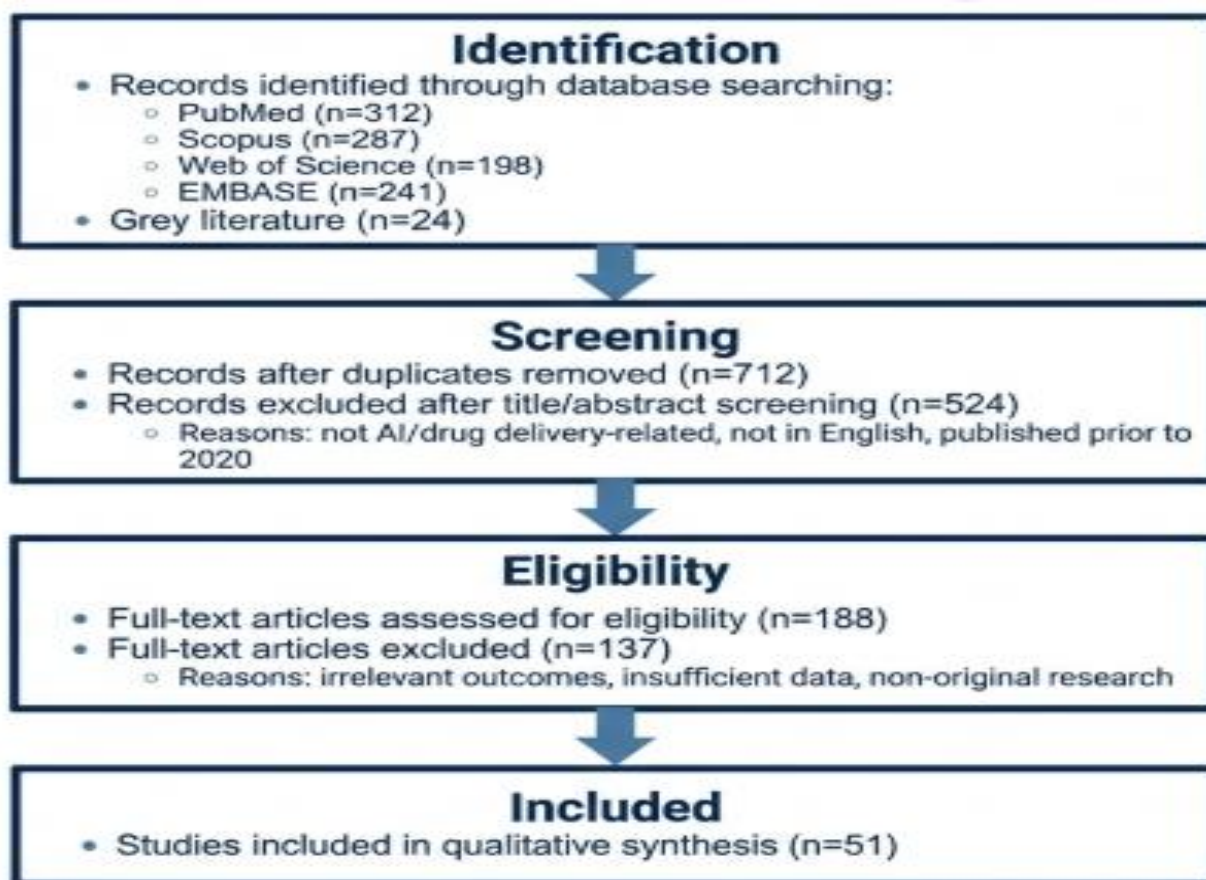 Identification
• Records identified through database searching:
○ PubMed (n=312)
○ Scopus (n=287)
○ Web of Science (n=198)
○ EMBASE (n=241)
• Grey literature (n=24)
Screening
• Records after duplicates removed (n=712)
• Records excluded after title/abstract screening (n=524)
○ Reasons: not AI/drug delivery-related, not in English, published prior to
2020
Eligibility
• Full-text articles assessed for eligibility (n=188)
• Full-text articles excluded (n=137)
○ Reasons: irrelevant outcomes, insufficient data, non-original research
Included
• Studies included in qualitative synthesis (n=51)